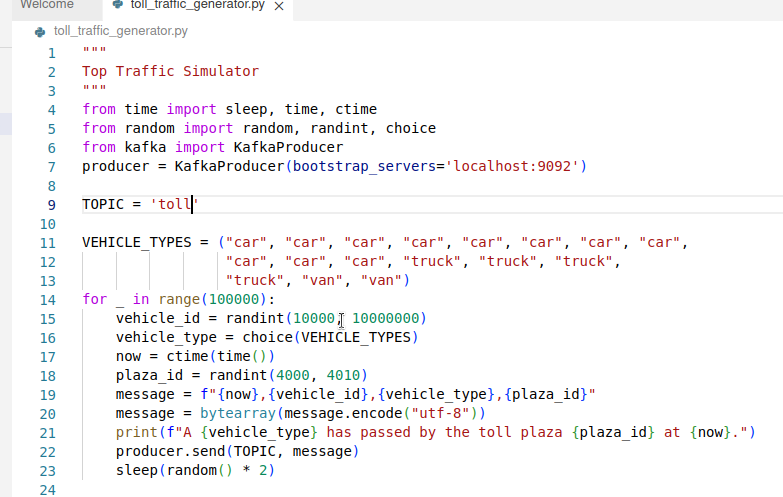 Welcome
toll_traffic_generator.py ×
toll_traffic_generator.py
1 """
2 Top Traffic Simulator
3 """
4 from time import sleep, time, ctime
5 from random import random, randint, choice
6 from kafka import KafkaProducer
7 producer = KafkaProducer(bootstrap_servers='localhost:9092')
8
9 TOPIC = 'toll'
10
11 VEHICLE_TYPES = ("car", "car", "car", "car", "car", "car", "car", "car",
12 "car", "car", "car", "truck", "truck", "truck",
13 "truck", "van", "van")
14 for _ in range(100000):
15 vehicle_id = randint(10000, 10000000)
16 vehicle_type = choice(VEHICLE_TYPES)
17 now = ctime(time())
18 plaza_id = randint(4000, 4010)
19 message = f"{now},{vehicle_id},{vehicle_type},{plaza_id}"
20 message = bytearray(message.encode("utf-8"))
21 print(f"A {vehicle_type} has passed by the toll plaza {plaza_id} at {now}.")
22 producer.send(TOPIC, message)
23 sleep(random() * 2)
24